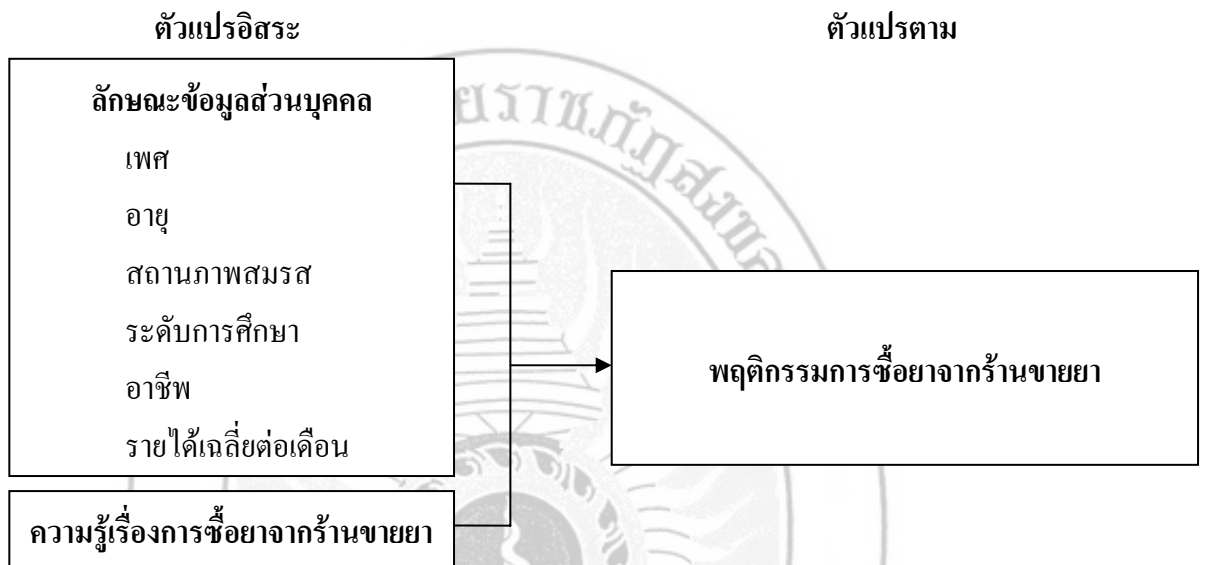 ตัวแปรอิสระ
ตัวแปรตาม
ลักษณะข้อมูลส่วนบุคคล
เพศ
อายุ
สถานภาพสมรส
ระดับการศึกษา
อาชีพ
รายได้เฉลี่ยต่อเดือน
ความรู้เรื่องการซื้อยาจากร้านขายยา
พฤติกรรมการซื้อยาจากร้านขายยา